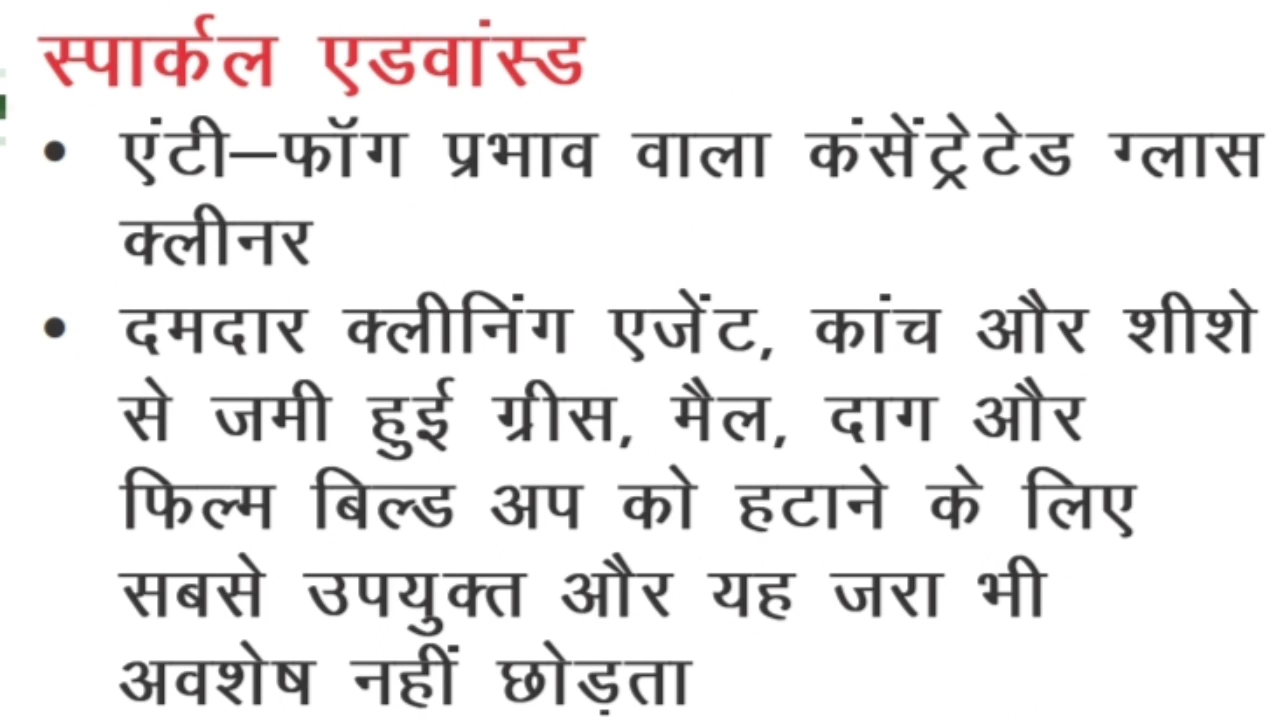 स्पार्कल एडवांस्ड
• एंटी–फॉग प्रभाव वाला कंसेंट्रेटेड ग्लास
क्लीनर
• दमदार क्लीनिंग एजेंट, कांच और शीशे
से जमी हुई ग्रीस, मैल, दाग और
फिल्म बिल्ड अप को हटाने के लिए
सबसे उपयुक्त और यह जरा भी
अवशेष नहीं छोड़ता